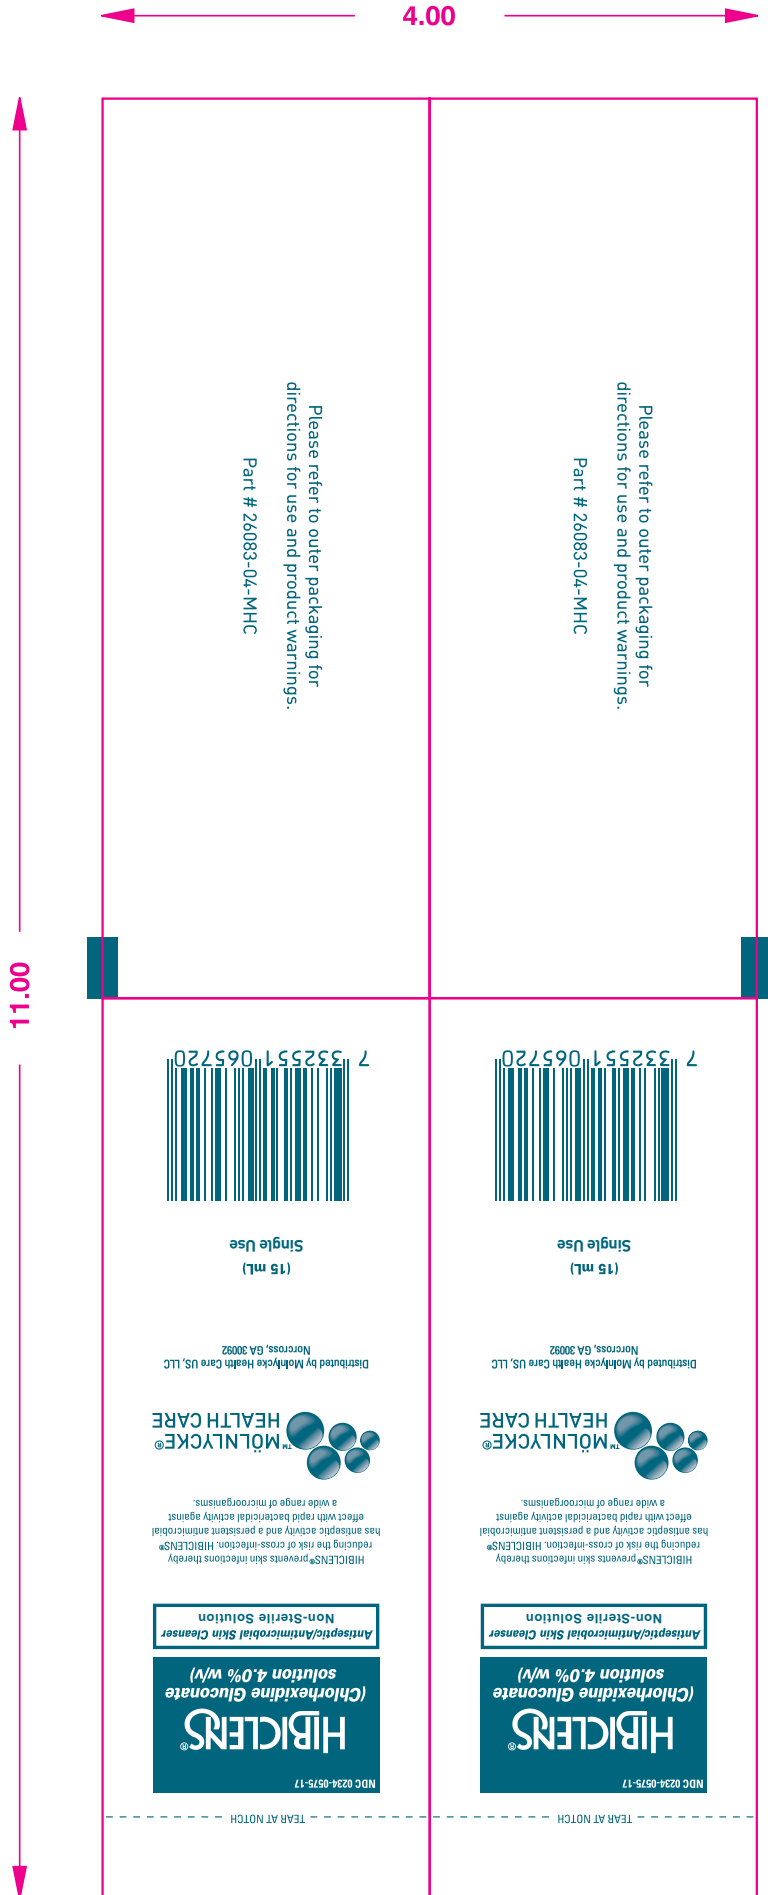 4.00
11.00
Please refer to outer packaging for
directions for use and product warnings.
Part # 26083-04-MHC
Please refer to outer packaging for
directions for use and product warnings.
Part # 26083-04-MHC
TEAR AT NOTCH
NDC 0234-0575-17
HIBICLENS®
(Chlorhexidine Gluconate
solution 4.0% w/v)
Antiseptic/Antimicrobial Skin Cleanser
Non-Sterile Solution
HIBICLENS® prevents skin infections thereby
reducing the risk of cross-infection. HIBICLENS®
has antiseptic activity and a persistent antimicrobial
effect with rapid bactericidal activity against
a wide range of microorganisms.
™ MÖLNLYCKE®
HEALTH CARE
Distributed by Molnlycke Health Care US, LLC
Norcross, GA 30092
(15 mL)
Single Use
7 332551 065720
TEAR AT NOTCH
NDC 0234-0575-17
HIBICLENS®
(Chlorhexidine Gluconate
solution 4.0% w/v)
Antiseptic/Antimicrobial Skin Cleanser
Non-Sterile Solution
HIBICLENS® prevents skin infections thereby
reducing the risk of cross-infection. HIBICLENS®
has antiseptic activity and a persistent antimicrobial
effect with rapid bactericidal activity against
a wide range of microorganisms.
™ MÖLNLYCKE®
HEALTH CARE
Distributed by Molnlycke Health Care US, LLC
Norcross, GA 30092
(15 mL)
Single Use
7 332551 065720